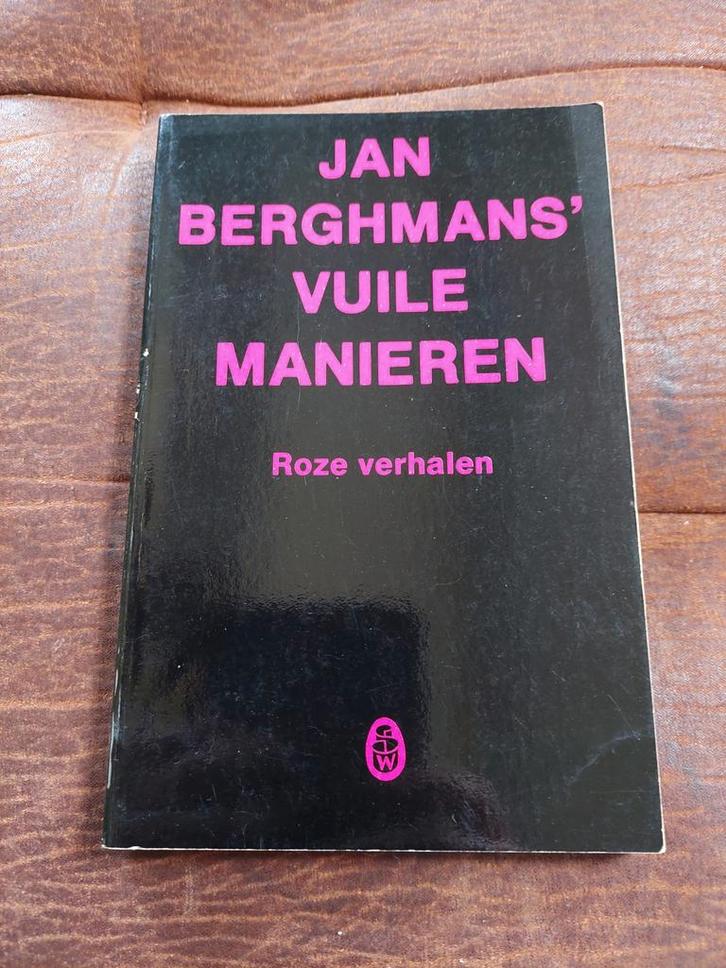 JAN
BERGHMANS'
VUILE
MANIEREN
Roze verhalen